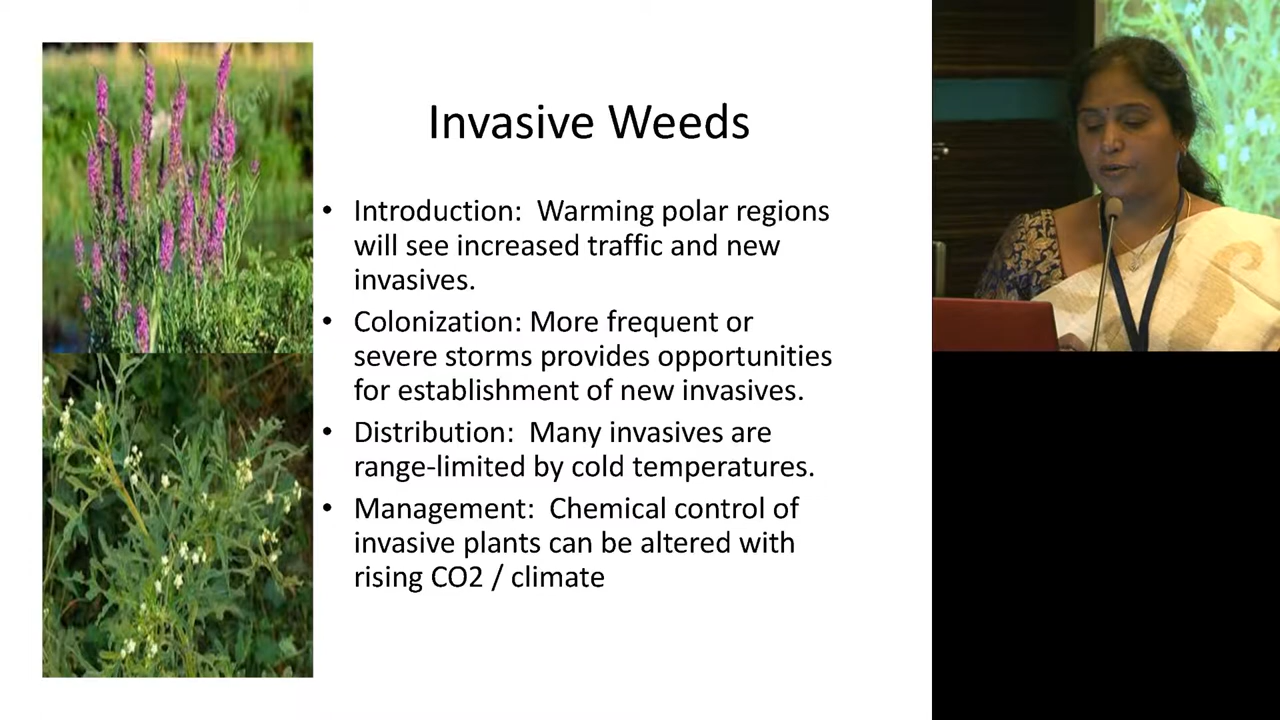 Invasive Weeds
• Introduction:  Warming polar regions
will see increased traffic and new
invasives.
• Colonization: More frequent or
severe storms provides opportunities
for establishment of new invasives.
• Distribution:  Many invasives are
range-limited by cold temperatures.
• Management:  Chemical control of
invasive plants can be altered with
rising CO2 / climate